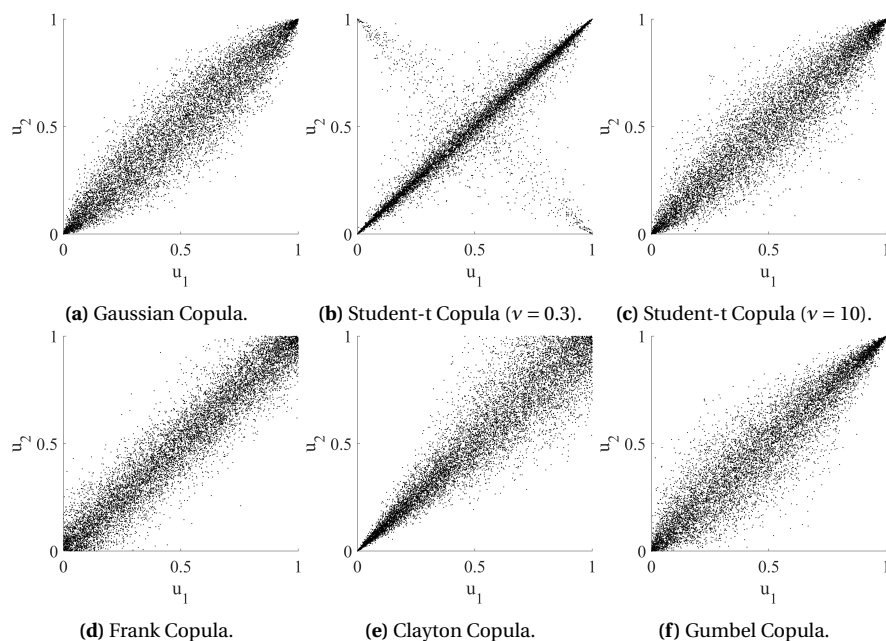 1
1
1
u2
0.5
u2
0.5
u2
0.5
0
0
0
0 0.5 1
0 0.5 1
0 0.5 1
u1
u1
u1
(a) Gaussian Copula.
(b) Student-t Copula (ν = 0.3).
(c) Student-t Copula (ν = 10).
1
1
1
u2
0.5
u2
0.5
u2
0.5
0
0
0
0 0.5 1
0 0.5 1
0 0.5 1
u1
u1
u1
(d) Frank Copula.
(e) Clayton Copula.
(f) Gumbel Copula.